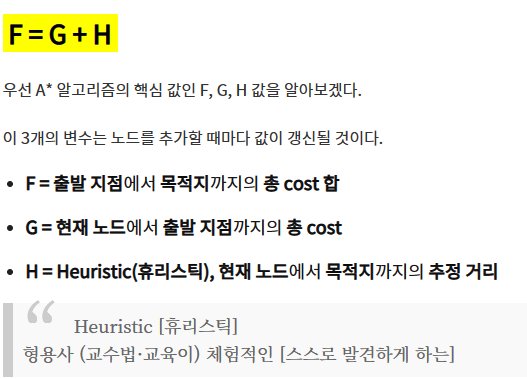 F = G + H
우선 A* 알고리즘의 핵심 값인 F, G, H 값을 알아보겠다.
이 3개의 변수는 노드를 추가할 때마다 값이 갱신될 것이다.
• F = 출발 지점에서 목적지까지의 총 cost 합
• G = 현재 노드에서 출발 지점까지의 총 cost
• H = Heuristic(휴리스틱), 현재 노드에서 목적지까지의 추정 거리
“ Heuristic [휴리스틱]
형용사 (교수법·교육이) 체험적인 [스스로 발견하게 하는]